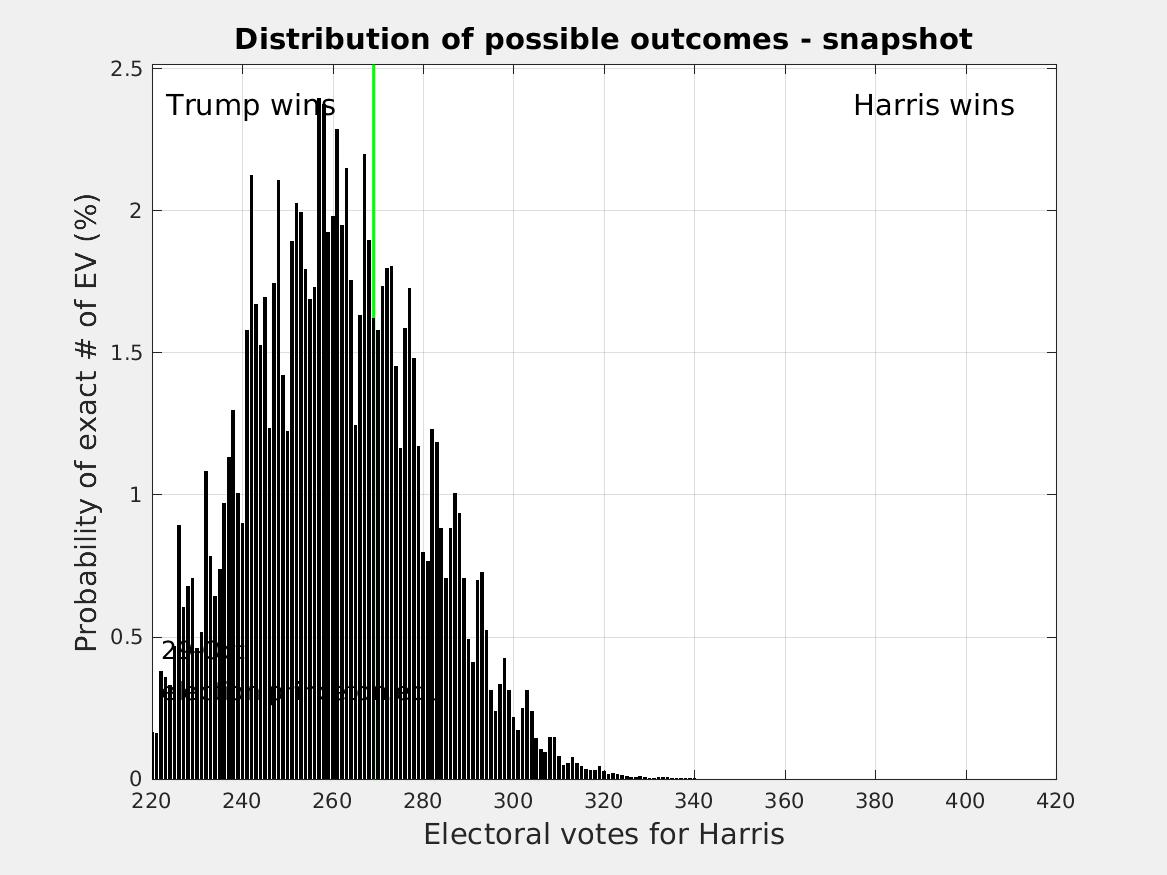 Distribution of possible outcomes - snapshot
2.5
Trump wins
Harris wins
2
1.5
1
0.5
0
Probability of exact # of EV (%)
220 240 260 280 300 320 340 360 380 400 420
Electoral votes for Harris